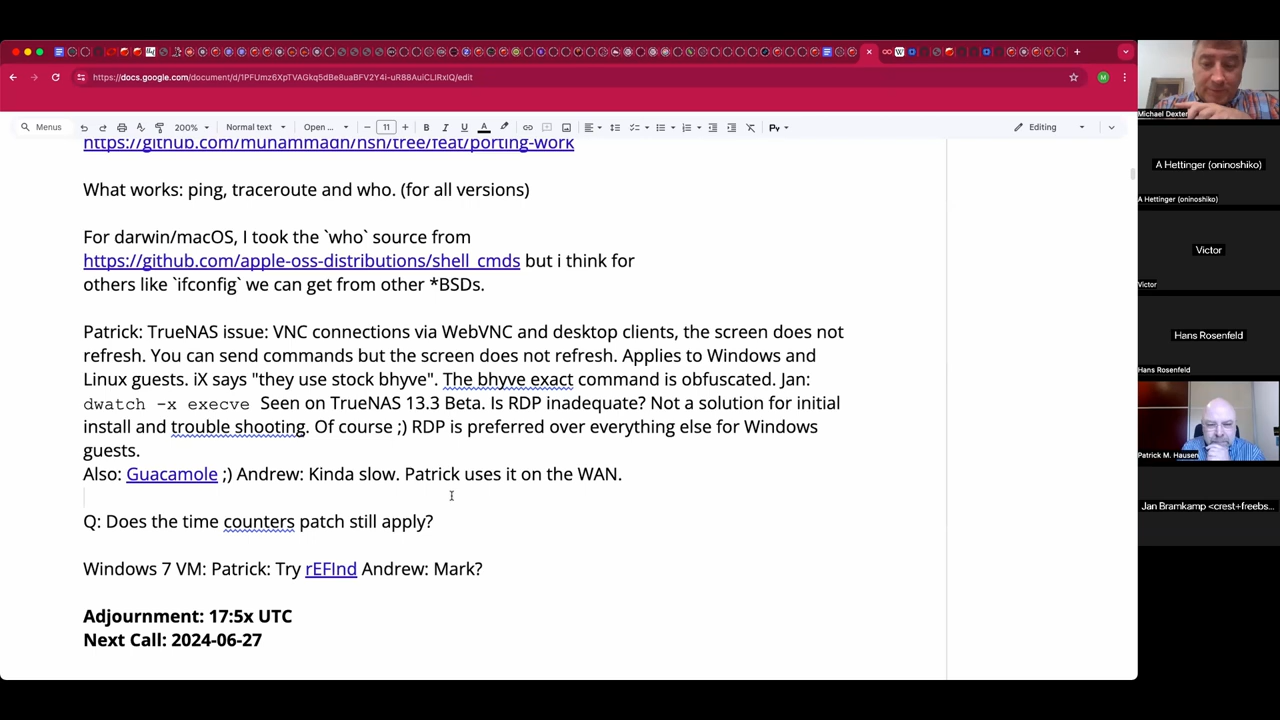 https://docs.google.com/document/d/1PFUmz6XpTVAGkq5dBe8uaBFV2Y4i-uR88AuiCLIRxIQ/edit
M
Menus
200%
Normal text
Open ...
11
Editing
https://github.com/muhammadn/nsh/tree/feat/porting-work
What works: ping, traceroute and who. (for all versions)
For darwin/macOS, I took the `who` source from
https://github.com/apple-oss-distributions/shell_cmds but i think for
others like `ifconfig` we can get from other *BSDs.
Patrick: TrueNAS issue: VNC connections via WebVNC and desktop clients, the screen does not
refresh. You can send commands but the screen does not refresh. Applies to Windows and
Linux guests. iX says "they use stock bhyve". The bhyve exact command is obfuscated. Jan:
dwatch -x execve Seen on TrueNAS 13.3 Beta. Is RDP inadequate? Not a solution for initial
install and trouble shooting. Of course ;) RDP is preferred over everything else for Windows
guests.
Also: Guacamole ;) Andrew: Kinda slow. Patrick uses it on the WAN.
Q: Does the time counters patch still apply?
Windows 7 VM: Patrick: Try rEFInd Andrew: Mark?
Adjournment: 17:5x UTC
Next Call: 2024-06-27
Michael Dexter
A Hettinger (oninoshiko)
A Hettinger (oninoshiko)
Victor
Victor
Hans Rosenfeld
Hans Rosenfeld
Patrick M. Hausen
Jan Bramkamp <crest+freebs...